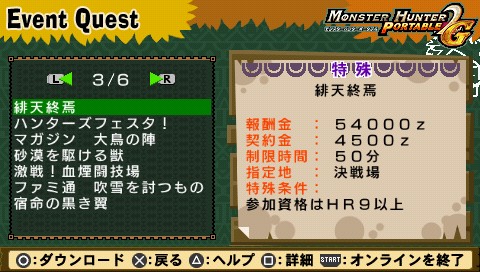 Event Quest
MONSTER HUNTER
PORTABLE 2nd G
L 3/6 R
緋天終焉
ハンターズフェスタ！
マガジン　大鳥の陣
砂漠を駆ける獣
激戦！血煙闘技場
ファミ通　吹雪を討つもの
宿命の黒き翼
特殊
緋天終焉
報酬金　：　５４０００ｚ
契約金　：　４５００ｚ
制限時間：　５０分
指定地　：　決戦場
特殊条件：
参加資格はＨＲ９以上
◎:ダウンロード ⊗:戻る △:ヘルプ □:詳細 START:オンラインを終了